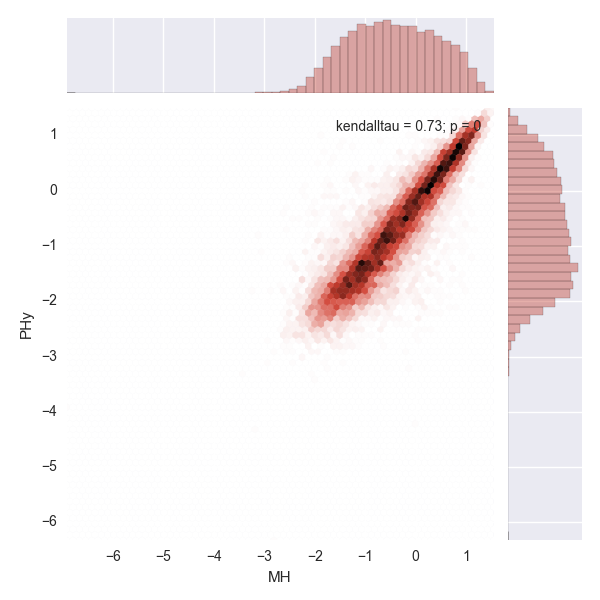 kendalltau = 0.73; p = 0
1
0
−1
−2
−3
−4
−5
−6
PHy
−6 −5 −4 −3 −2 −1 0 1
MH